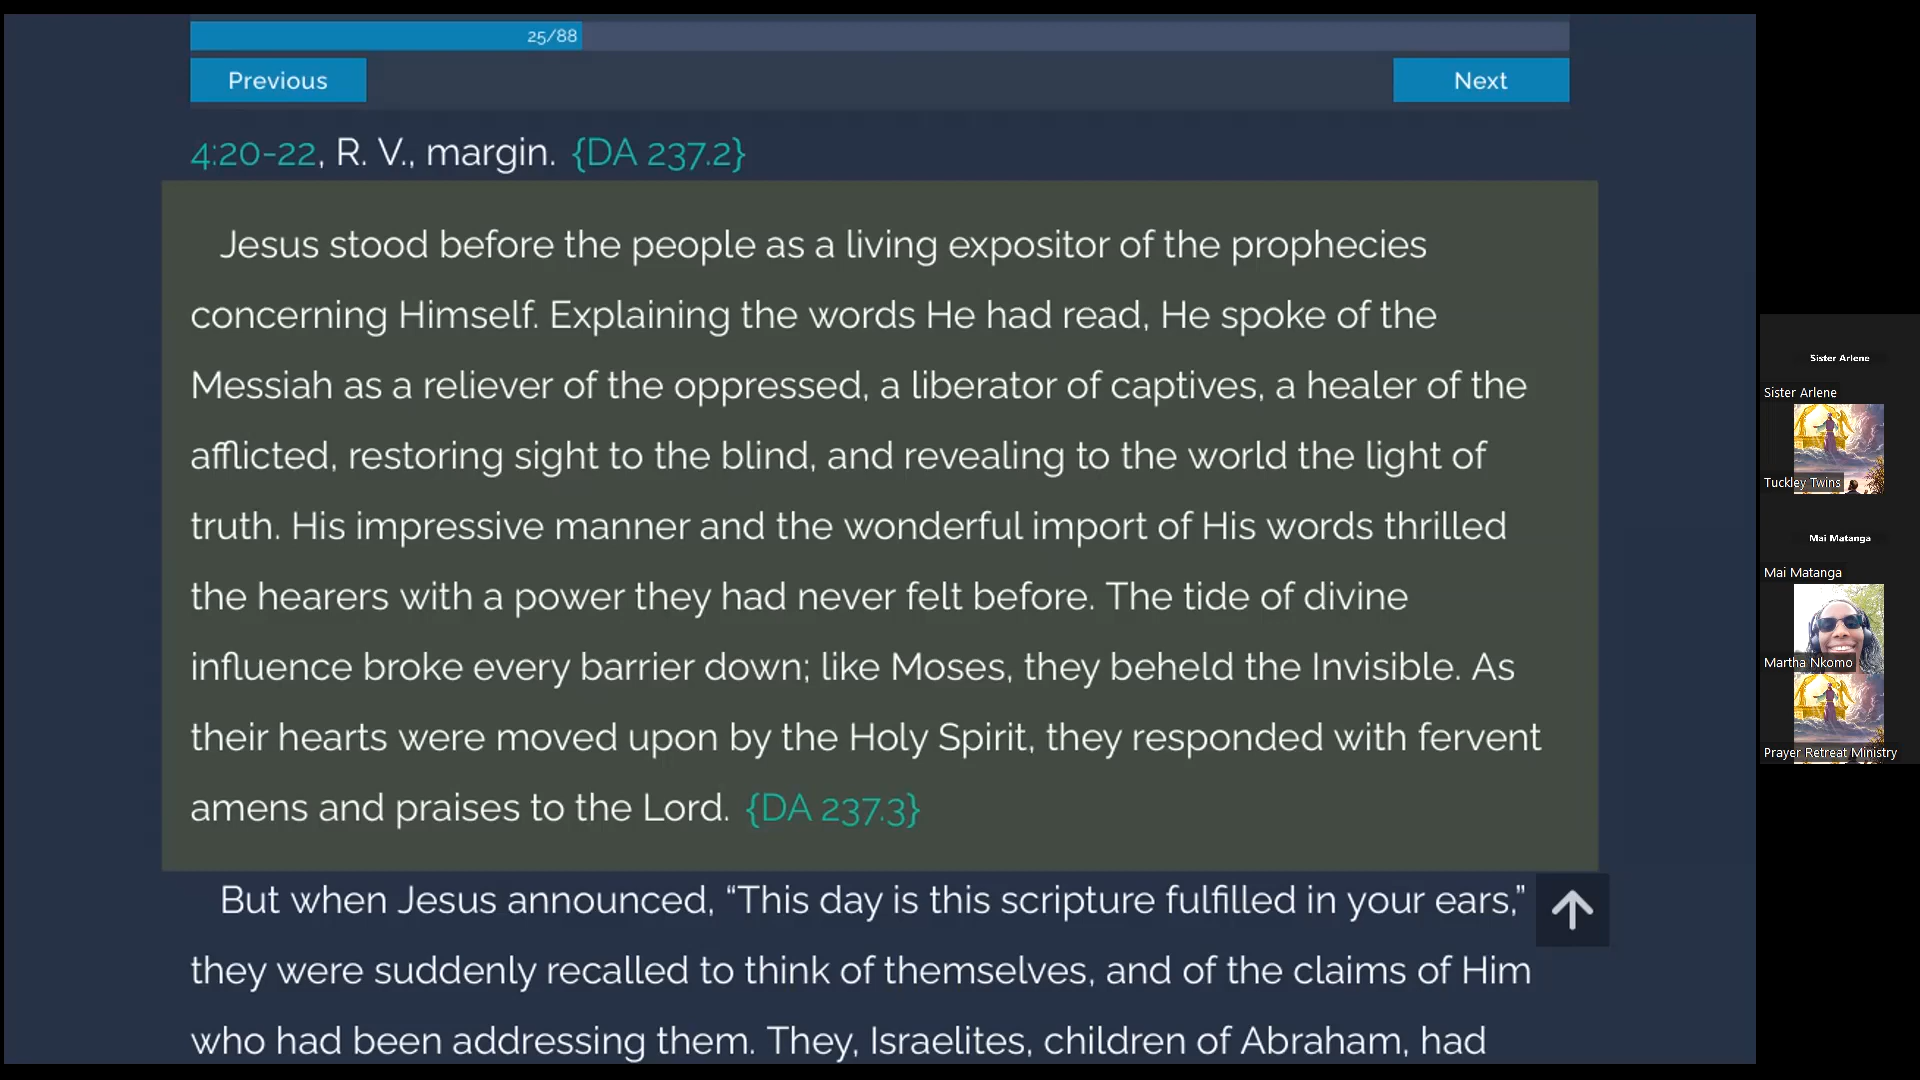 25/88
Previous
Next
4:20-22, R. V., margin. {DA 237.2}
Jesus stood before the people as a living expositor of the prophecies
concerning Himself. Explaining the words He had read, He spoke of the
Messiah as a reliever of the oppressed, a liberator of captives, a healer of the
afflicted, restoring sight to the blind, and revealing to the world the light of
truth. His impressive manner and the wonderful import of His words thrilled
the hearers with a power they had never felt before. The tide of divine
influence broke every barrier down; like Moses, they beheld the Invisible. As
their hearts were moved upon by the Holy Spirit, they responded with fervent
amens and praises to the Lord. {DA 237.3}
But when Jesus announced, “This day is this scripture fulfilled in your ears,”
they were suddenly recalled to think of themselves, and of the claims of Him
who had been addressing them. They, Israelites, children of Abraham, had
Sister Arlene
Sister Arlene
Tuckley Twins
Mai Matanga
Mai Matanga
Martha Nkomo
Prayer Retreat Ministry